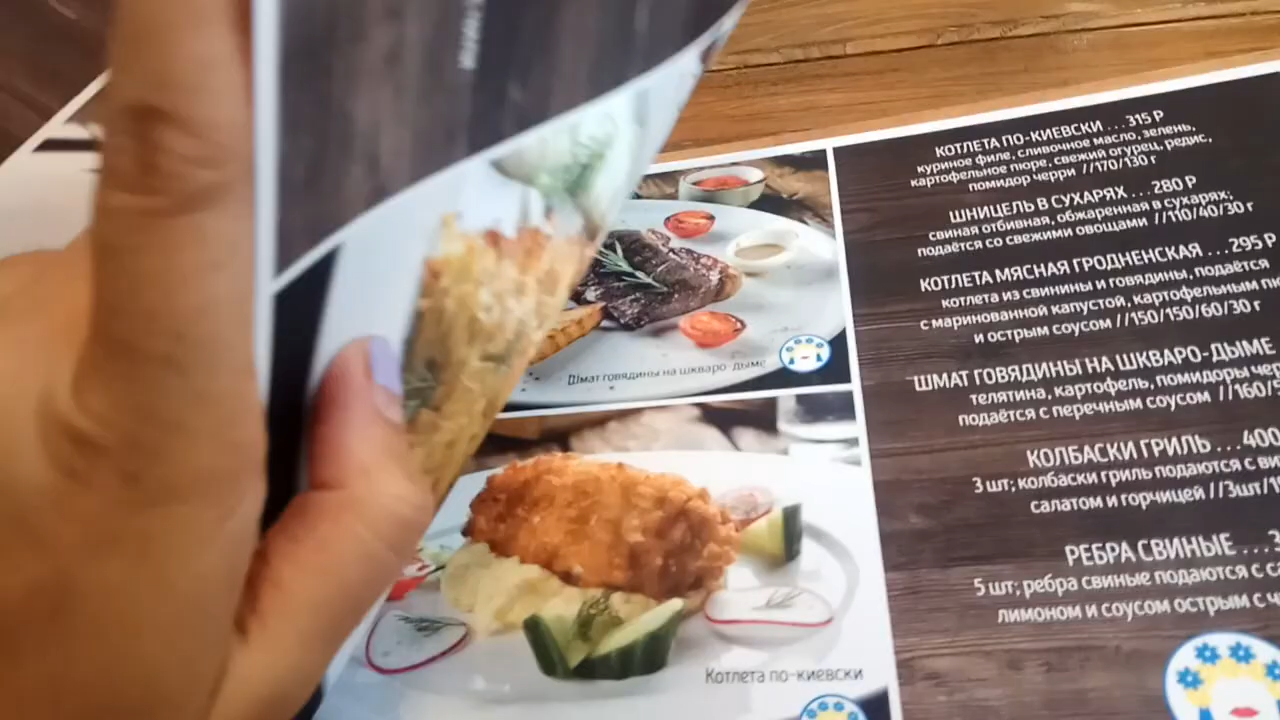 Шмат говядины на шкваро-дыме
Котлета по-киевски
КОТЛЕТА ПО-КИЕВСКИ ...315 Р
куриное филе, сливочное масло, зелень,
картофельное пюре, свежий огурец, редис,
помидор черри //170/130 г
ШНИЦЕЛЬ В СУХАРЯХ ...280 Р
свиная отбивная, обжаренная в сухарях;
подаётся со свежими овощами //110/40/30 г
КОТЛЕТА МЯСНАЯ ГРОДНЕНСКАЯ ...295 Р
котлета из свинины и говядины, подаётся
с маринованной капустой, картофельным
и острым соусом //150/150/60/30 г
ШМАТ ГОВЯДИНЫ НА ШКВАРО-ДЫМЕ
телятина, картофель, помидоры
подаётся с перечным соусом //160/
КОЛБАСКИ ГРИЛЬ ...400
3 шт; колбаски гриль подаются с
салатом и горчицей //3шт/
РЕБРА СВИНЫЕ ...
5 шт; ребра свиные подаются с
лимоном и соусом острым с